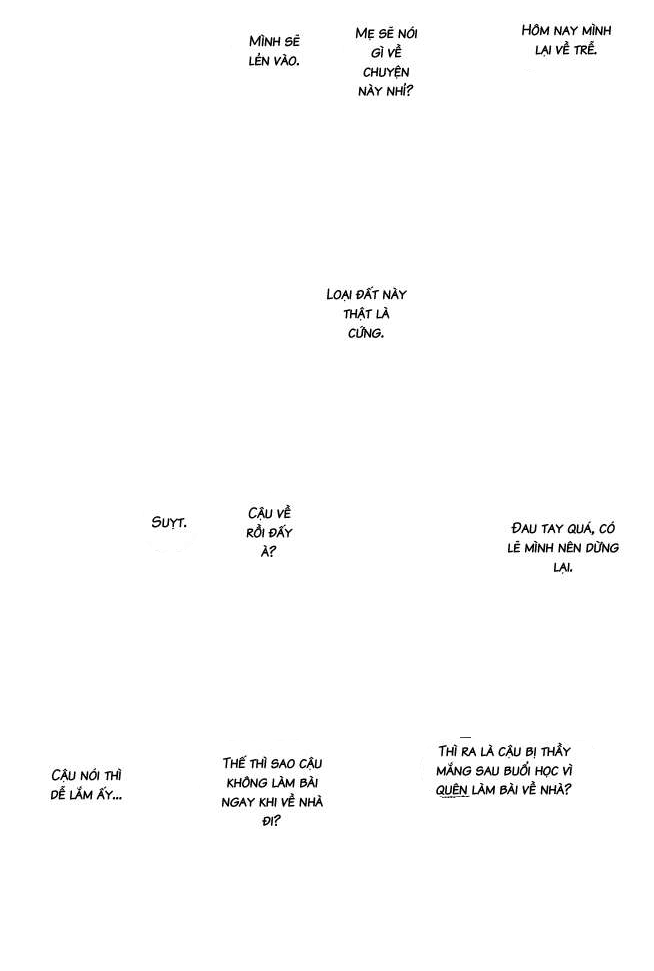 HÔM NAY MÌNH
LẠI VỀ TRỄ.
MẸ SẼ NÓI
GÌ VỀ
CHUYỆN
NÀY NHỈ?
MÌNH SẼ
LẺN VÀO.
LOẠI ĐẤT NÀY
THẬT LÀ
CỨNG.
ĐAU TAY QUÁ, CÓ
LẼ MÌNH NÊN DỪNG
LẠI.
CẬU VỀ
RỒI ĐẤY
À?
SUỴT.
THÌ RA LÀ CẬU BỊ THẦY
MẮNG SAU BUỔI HỌC VÌ
QUÊN LÀM BÀI VỀ NHÀ?
THẾ THÌ SAO CẬU
KHÔNG LÀM BÀI
NGAY KHI VỀ NHÀ
ĐI?
CẬU NÓI THÌ
DỄ LẮM ẤY...